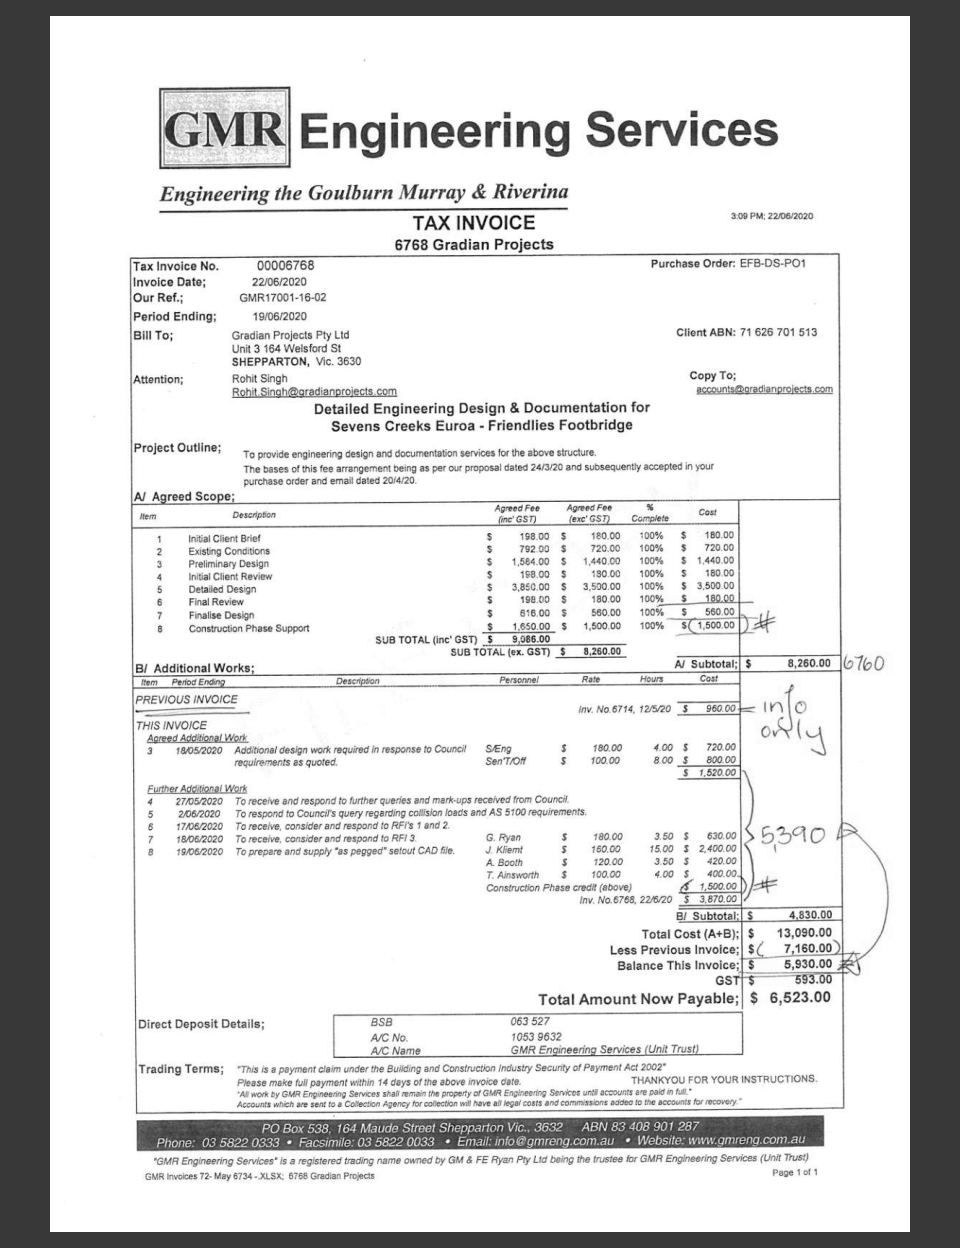 GMR Engineering Services
Engineering the Goulburn Murray & Riverina
TAX INVOICE
3:09 PM; 22/06/2020
6768 Gradian Projects
Tax Invoice No. 00006768 Purchase Order: EFB-DS-PO1
Invoice Date; 22/06/2020
Our Ref.; GMR17001-16-02
Period Ending; 19/06/2020
Bill To; Gradian Projects Pty Ltd Client ABN: 71 626 701 513
Unit 3 164 Welsford St
SHEPPARTON, Vic. 3630
Attention; Rohit Singh Copy To;
Rohit.Singh@gradianprojects.com accounts@gradianprojects.com
Detailed Engineering Design & Documentation for
Sevens Creeks Euroa - Friendlies Footbridge
Project Outline; To provide engineering design and documentation services for the above structure.
The bases of this fee arrangement being as per our proposal dated 24/3/20 and subsequently accepted in your
purchase order and email dated 20/4/20.
A/ Agreed Scope;
Item Description Agreed Fee (inc' GST) Agreed Fee (exc' GST) % Complete Cost
1 Initial Client Brief $ 198.00 $ 180.00 100% $ 180.00
2 Existing Conditions $ 792.00 $ 720.00 100% $ 720.00
3 Preliminary Design $ 1,584.00 $ 1,440.00 100% $ 1,440.00
4 Initial Client Review $ 198.00 $ 180.00 100% $ 180.00
5 Detailed Design $ 3,850.00 $ 3,500.00 100% $ 3,500.00
6 Final Review $ 198.00 $ 180.00 100% $ 180.00
7 Finalise Design $ 616.00 $ 560.00 100% $ 560.00
8 Construction Phase Support $ 1,650.00 $ 1,500.00 100% $ (1,500.00) #
SUB TOTAL (inc' GST) $ 9,086.00
SUB TOTAL (ex. GST) $ 8,260.00
A/ Subtotal; $ 8,260.00 6760
B/ Additional Works;
Item Period Ending Description Personnel Rate Hours Cost
PREVIOUS INVOICE
Inv. No.6714, 12/5/20 $ 960.00 info only
THIS INVOICE
Agreed Additional Work
3 18/05/2020 Additional design work required in response to Council S/Eng $ 180.00 4.00 $ 720.00
requirements as quoted. Sen'T/Off $ 100.00 8.00 $ 800.00
$ 1,520.00
Further Additional Work
4 27/05/2020 To receive and respond to further queries and mark-ups received from Council.
5 2/06/2020 To respond to Council's query regarding collision loads and AS 5100 requirements.
6 17/06/2020 To receive, consider and respond to RFI's 1 and 2.
7 18/06/2020 To receive, consider and respond to RFI 3. G. Ryan $ 180.00 3.50 $ 630.00 5,390
8 19/06/2020 To prepare and supply "as pegged" setout CAD file. J. Kliemt $ 160.00 15.00 $ 2,400.00
A. Booth $ 120.00 3.50 $ 420.00
T. Ainsworth $ 100.00 4.00 $ 400.00
Construction Phase credit (above) $ 1,500.00 #
Inv. No.6768, 22/6/20 $ 3,870.00
B/ Subtotal; $ 4,830.00
Total Cost (A+B); $ 13,090.00
Less Previous Invoice; $ (7,160.00)
Balance This Invoice; $ 5,930.00
GST $ 593.00
Total Amount Now Payable; $ 6,523.00
Direct Deposit Details; BSB 063 527
A/C No. 1053 9632
A/C Name GMR Engineering Services (Unit Trust)
Trading Terms; "This is a payment claim under the Building and Construction Industry Security of Payment Act 2002"
Please make full payment within 14 days of the above invoice date. THANKYOU FOR YOUR INSTRUCTIONS.
"All work by GMR Engineering Services shall remain the property of GMR Engineering Services until accounts are paid in full."
Accounts which are sent to a Collection Agency for collection will have all legal costs and commissions added to the accounts for recovery."
PO Box 538, 164 Maude Street Shepparton Vic., 3632 ABN 83 408 901 287
Phone: 03 5822 0333 • Facsimile: 03 5822 0033 • Email: info@gmreng.com.au • Website: www.gmreng.com.au
"GMR Engineering Services" is a registered trading name owned by GM & FE Ryan Pty Ltd being the trustee for GMR Engineering Services (Unit Trust)
GMR Invoices 72- May 6734 -.XLSX; 6768 Gradian Projects Page 1 of 1